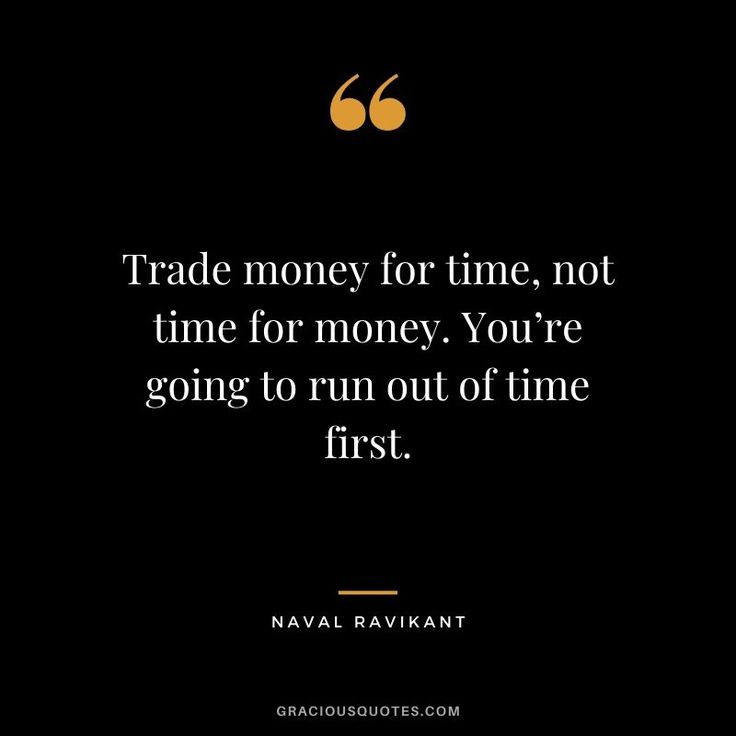 “
Trade money for time, not
time for money. You’re
going to run out of time
first.
NAVAL RAVIKANT
GRACIOUSQUOTES.COM